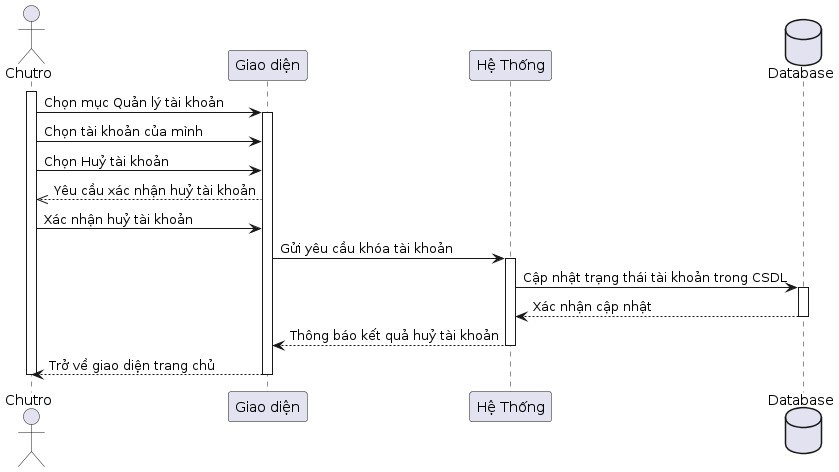 Chutro
Giao diện
Hệ Thống
Database
Chọn mục Quản lý tài khoản
Chọn tài khoản của mình
Chọn Huỷ tài khoản
Yêu cầu xác nhận huỷ tài khoản
Xác nhận huỷ tài khoản
Gửi yêu cầu khóa tài khoản
Cập nhật trạng thái tài khoản trong CSDL
Xác nhận cập nhật
Thông báo kết quả huỷ tài khoản
Trở về giao diện trang chủ
Chutro
Giao diện
Hệ Thống
Database